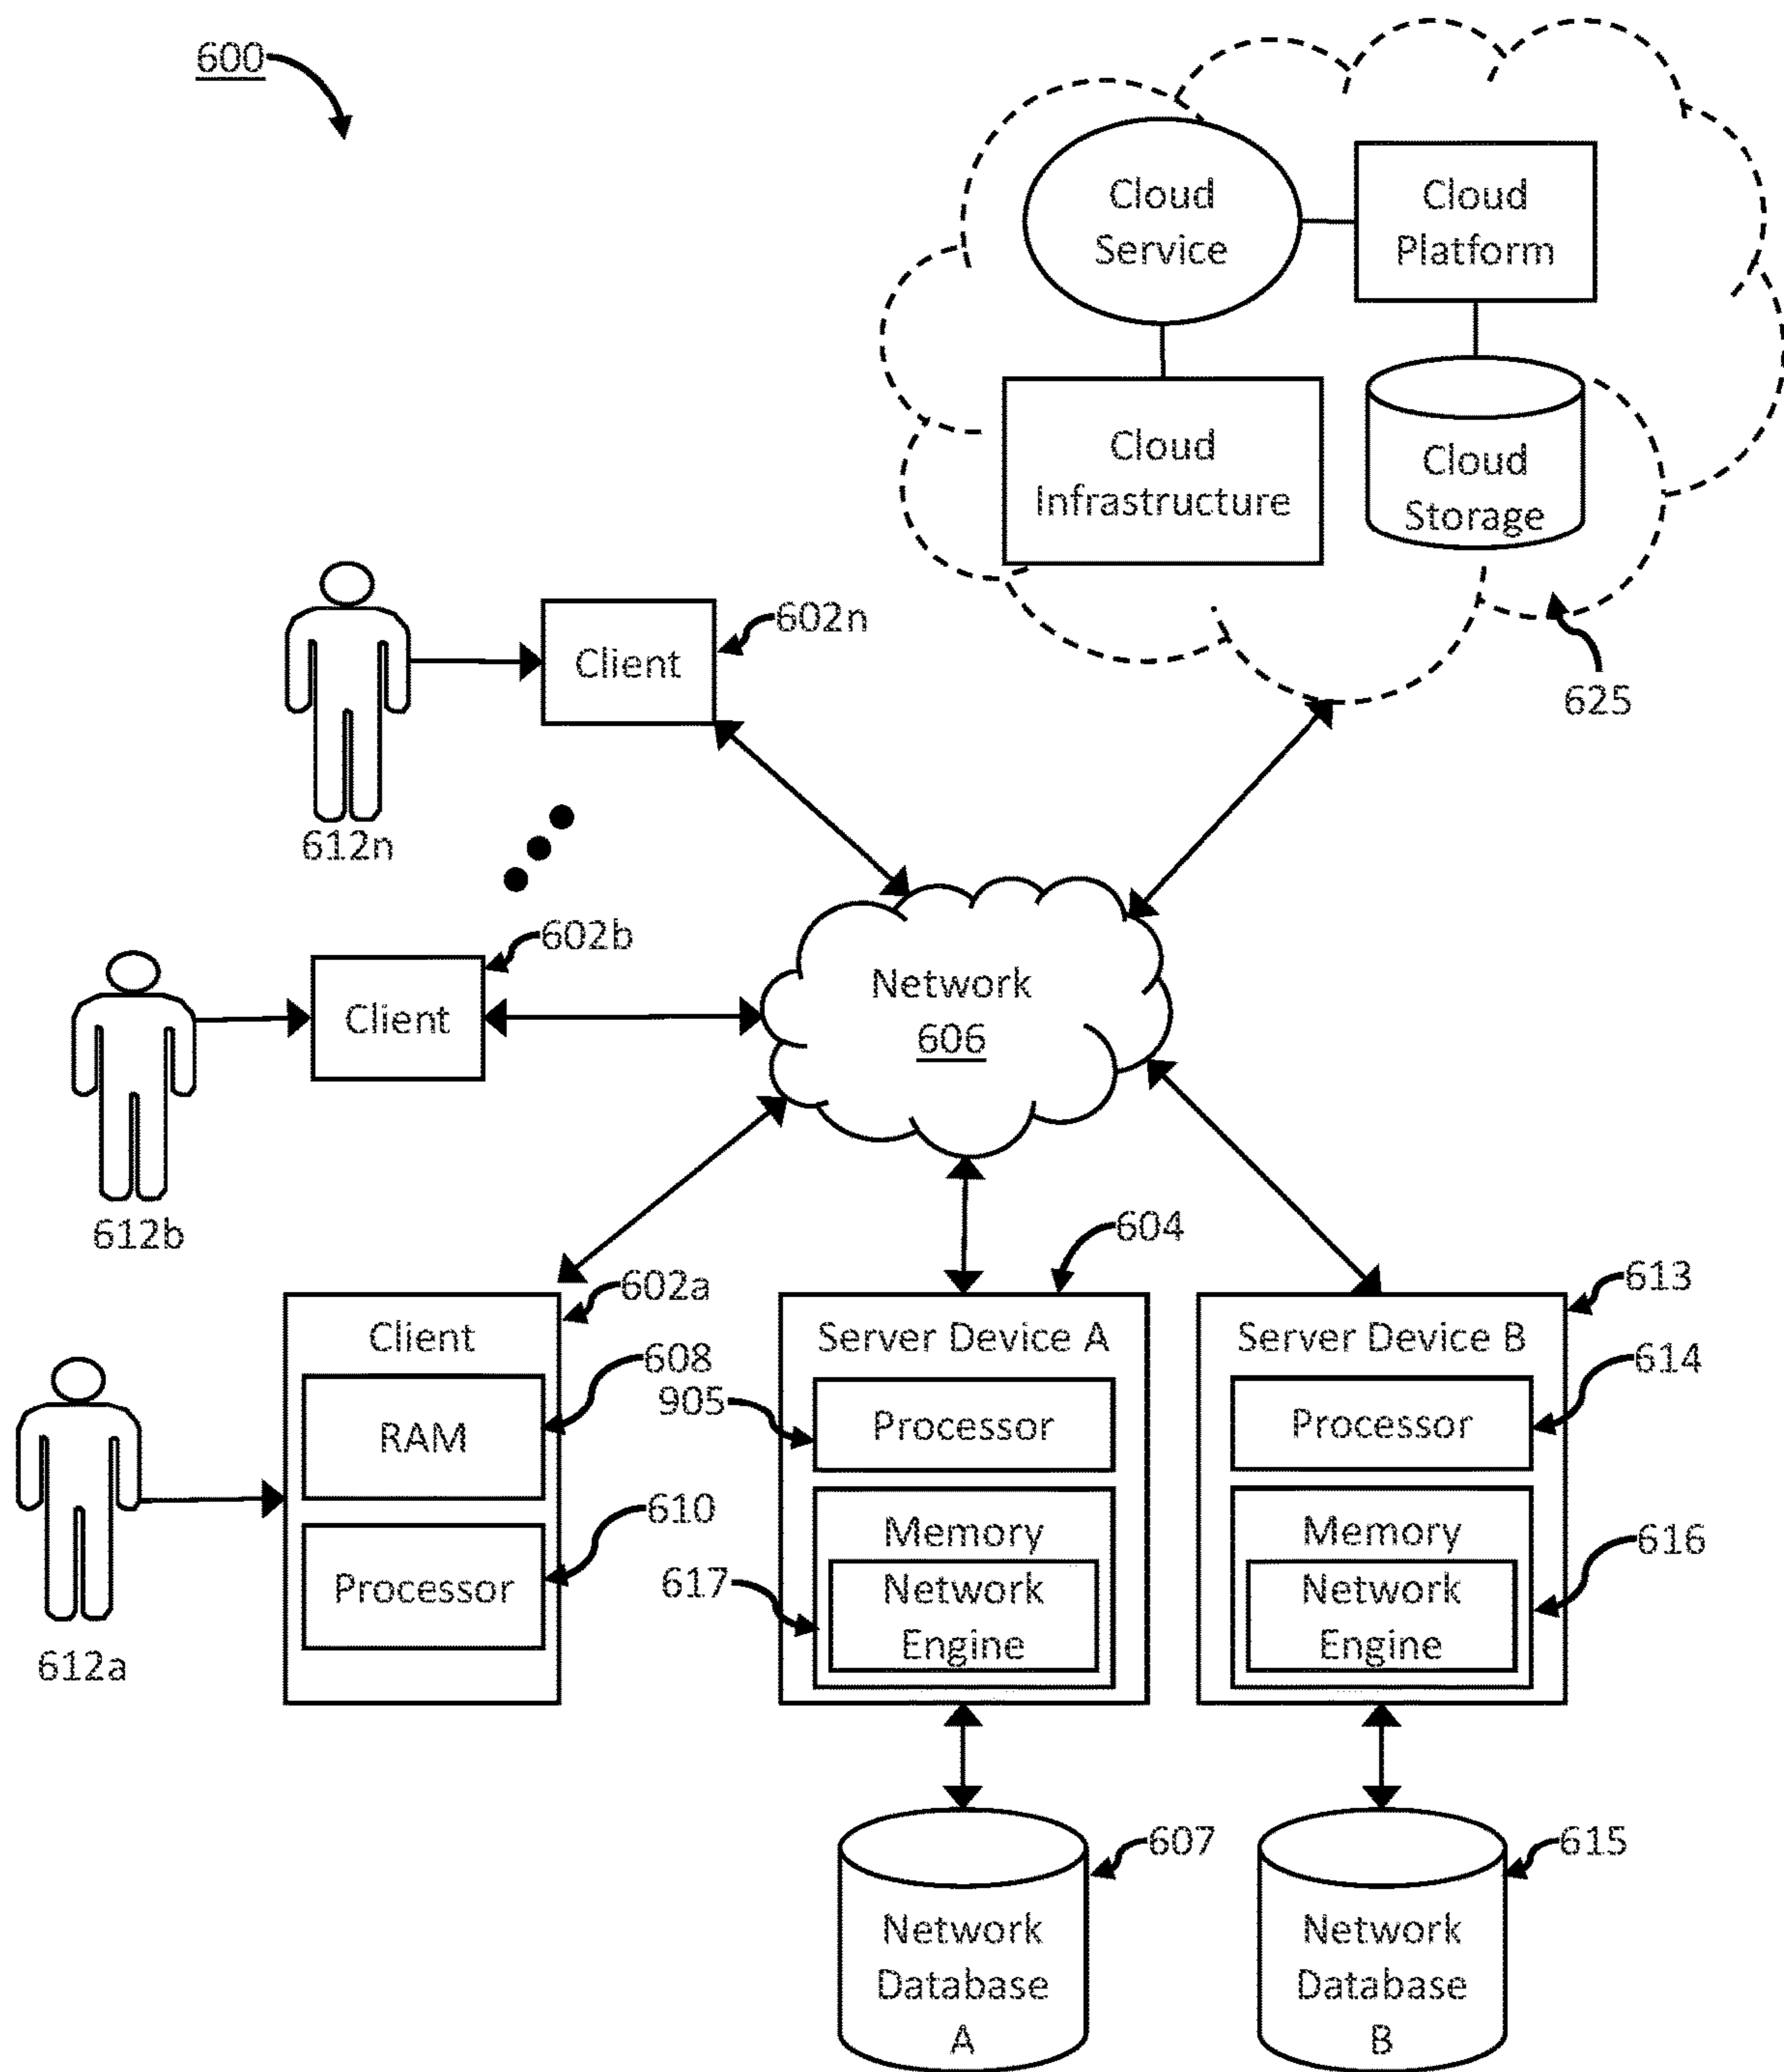 600
Cloud
Service
Cloud
Platform
Cloud
Infrastructure
Cloud
Storage
625
602n
Client
612n
602b
Client
612b
Network
606
604
602a
613
Client
608
RAM
610
Processor
612a
Server Device A
905
Processor
Memory
617
Network
Engine
Server Device B
614
Processor
Memory
616
Network
Engine
607
Network
Database
A
615
Network
Database
B